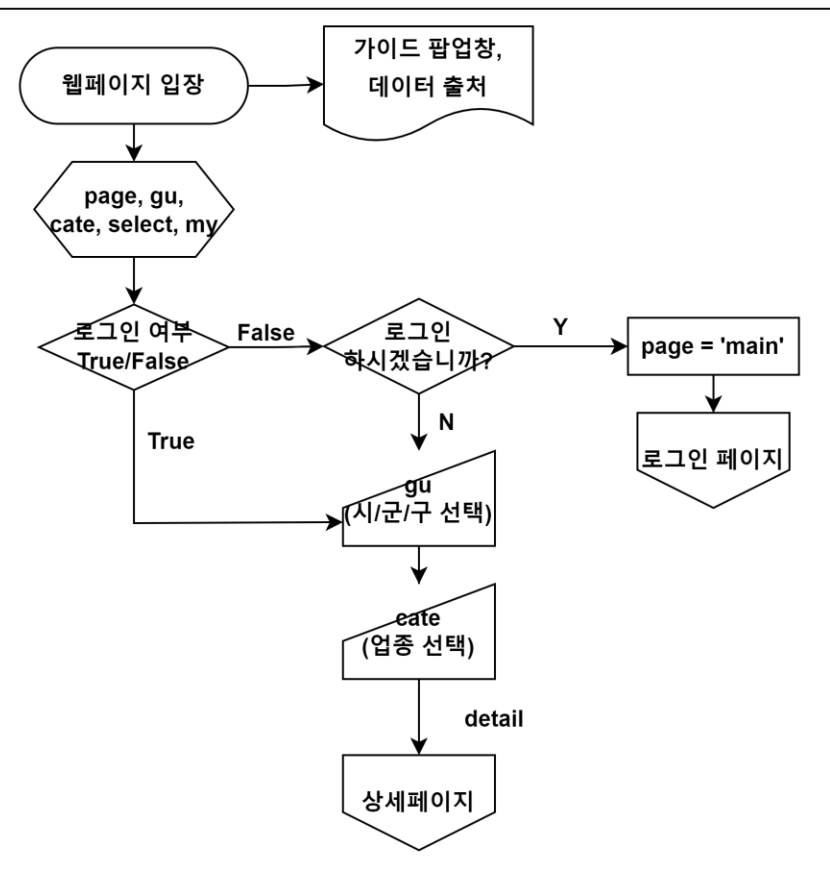 웹페이지 입장
가이드 팝업창,
데이터 출처
page, gu,
cate, select, my
로그인 여부
True/False
False
로그인
하시겠습니까?
Y
page = 'main'
로그인 페이지
True
N
gu
(시/군/구 선택)
cate
(업종 선택)
detail
상세페이지